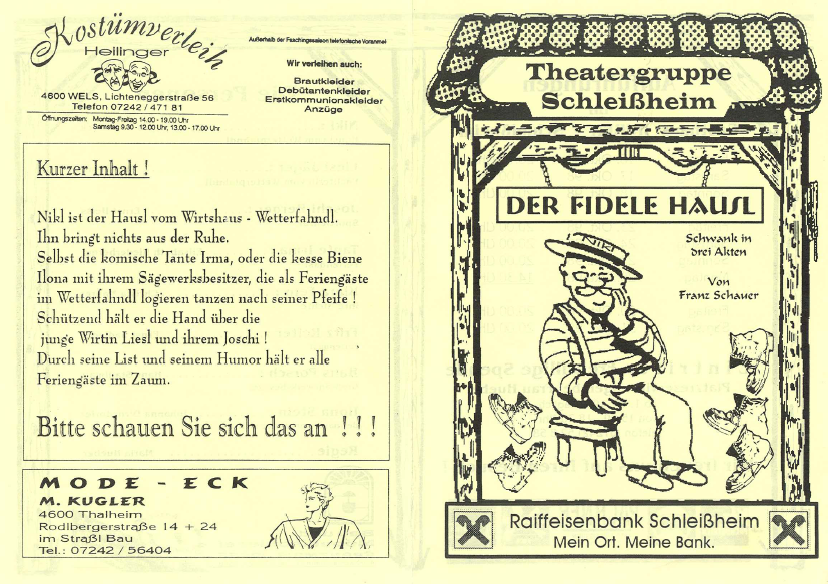 Kostümverleih
Hellinger
4600 WELS, Lichteneggerstraße 56
Telefon 07242 / 471 81
Öffnungszeiten: Montag-Freitag 14.00 - 19.00 Uhr
Samstag 9.30 - 12.00 Uhr, 13.00 - 17.00 Uhr
Außerhalb der Faschingssaison telefonische Voranmel
Wir verleihen auch:
Brautkleider
Debütantenkleider
Erstkommunionskleider
Anzüge
Kurzer Inhalt !
Nikl ist der Hausl vom Wirtshaus - Wetterfahndl.
Ihn bringt nichts aus der Ruhe.
Selbst die komische Tante Irma, oder die kesse Biene
Ilona mit ihrem Sägewerksbesitzer, die als Feriengäste
im Wetterfahndl logieren tanzen nach seiner Pfeife !
Schützend hält er die Hand über die
junge Wirtin Liesl und ihrem Joschi !
Durch seine List und seinem Humor hält er alle
Feriengäste im Zaum.
Bitte schauen Sie sich das an ! ! !
MODE - ECK
M. KUGLER
4600 Thalheim
Rodlbergerstraße 14 + 24
im Straßl Bau
Tel.: 07242 / 56404
Theatergruppe
Schleißheim
DER FIDELE HAUSL
Schwank in
drei Akten
Von
Franz Schauer
NIKL
Raiffeisenbank Schleißheim
Mein Ort. Meine Bank.